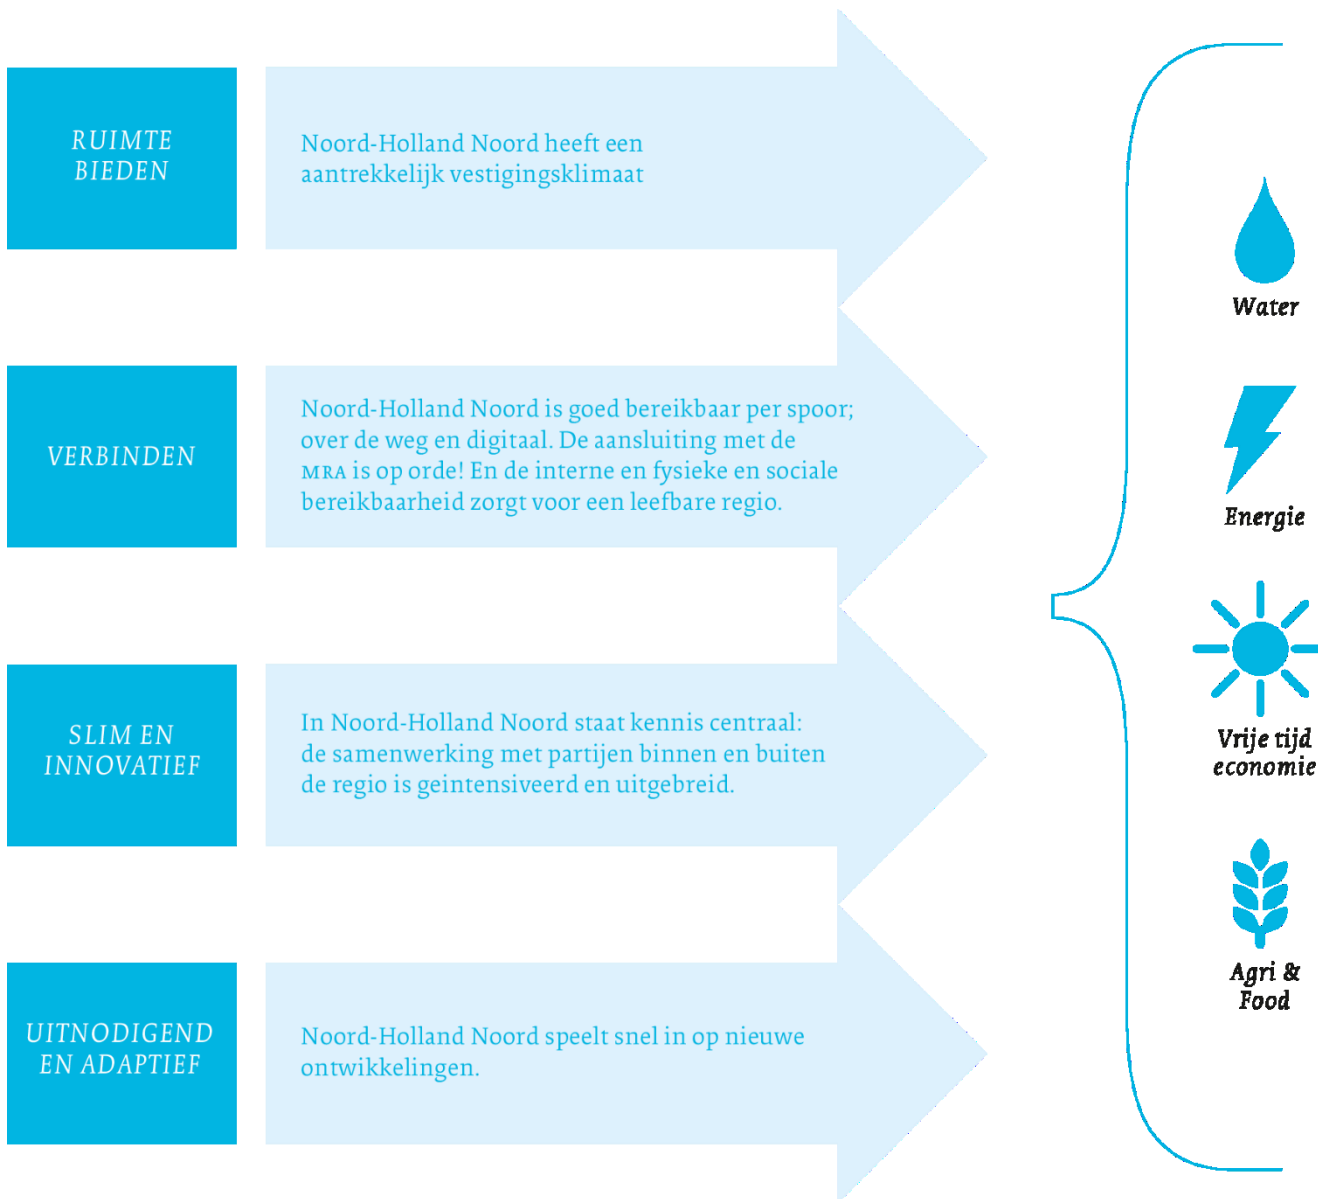 RUIMTE
BIEDEN
Noord-Holland Noord heeft een
aantrekkelijk vestigingsklimaat
VERBINDEN
Noord-Holland Noord is goed bereikbaar per spoor;
over de weg en digitaal. De aansluiting met de
MRA is op orde! En de interne en fysieke en sociale
bereikbaarheid zorgt voor een leefbare regio.
SLIM EN
INNOVATIEF
In Noord-Holland Noord staat kennis centraal:
de samenwerking met partijen binnen en buiten
de regio is geintensiveerd en uitgebreid.
UITNODIGEND
EN ADAPTIEF
Noord-Holland Noord speelt snel in op nieuwe
ontwikkelingen.
Water
Energie
Vrije tijd
economie
Agri &
Food